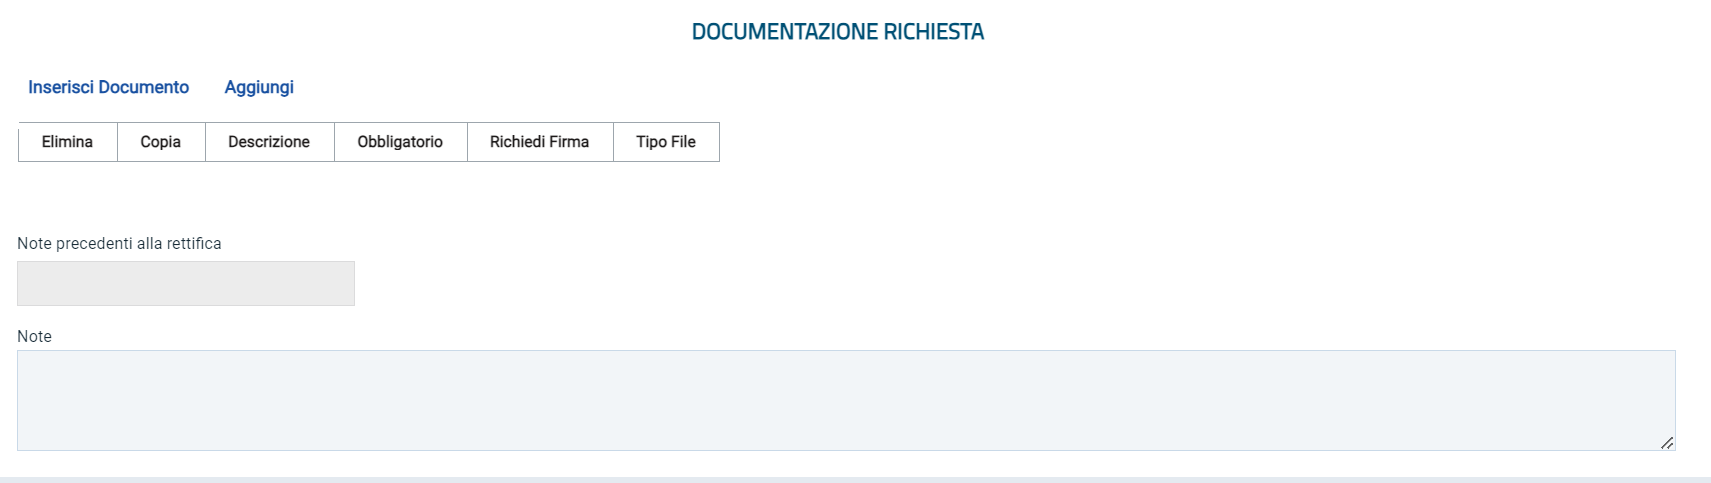 DOCUMENTAZIONE RICHIESTA
Inserisci Documento Aggiungi
Elimina Copia Descrizione Obbligatorio Richiedi Firma Tipo File
Note precedenti alla rettifica
Note